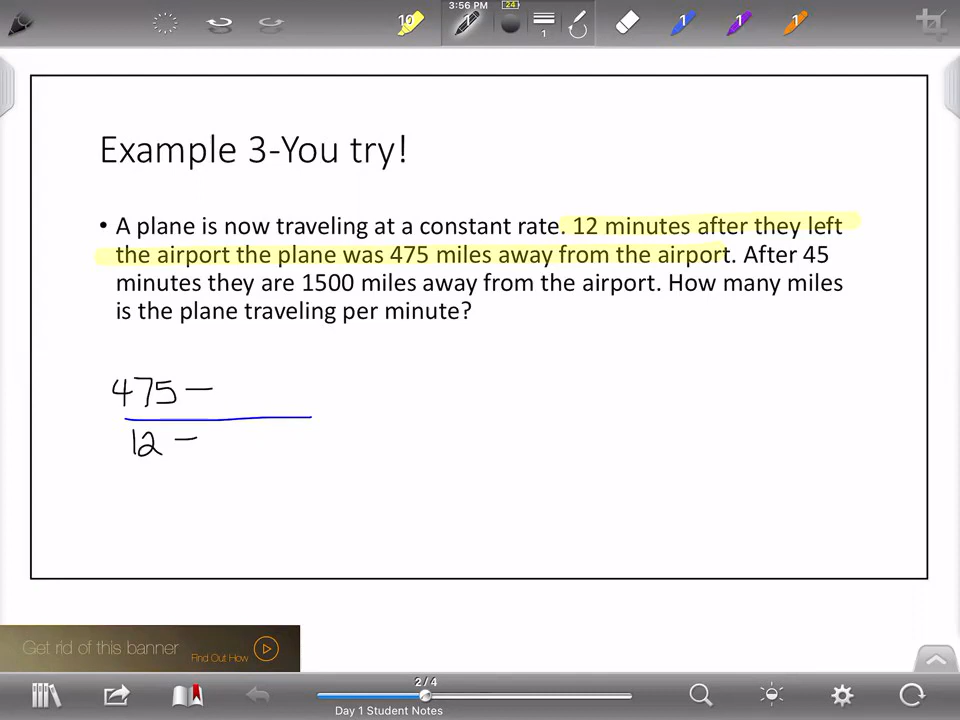 3:56 PM
10 24 1 1 1 1
Example 3-You try!
• A plane is now traveling at a constant rate. 12 minutes after they left
the airport the plane was 475 miles away from the airport. After 45
minutes they are 1500 miles away from the airport. How many miles
is the plane traveling per minute?
475 –
12 –
Get rid of this banner
Find Out How
2/4
Day 1 Student Notes